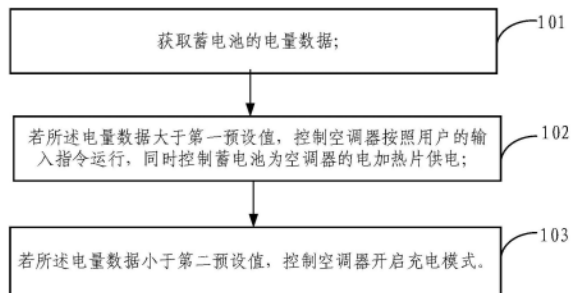 获取蓄电池的电量数据;
101
若所述电量数据大于第一预设值，控制空调器按照用户的输
入指令运行，同时控制蓄电池为空调器的电加热片供电;
102
若所述电量数据小于第二预设值，控制空调器开启充电模式。
103